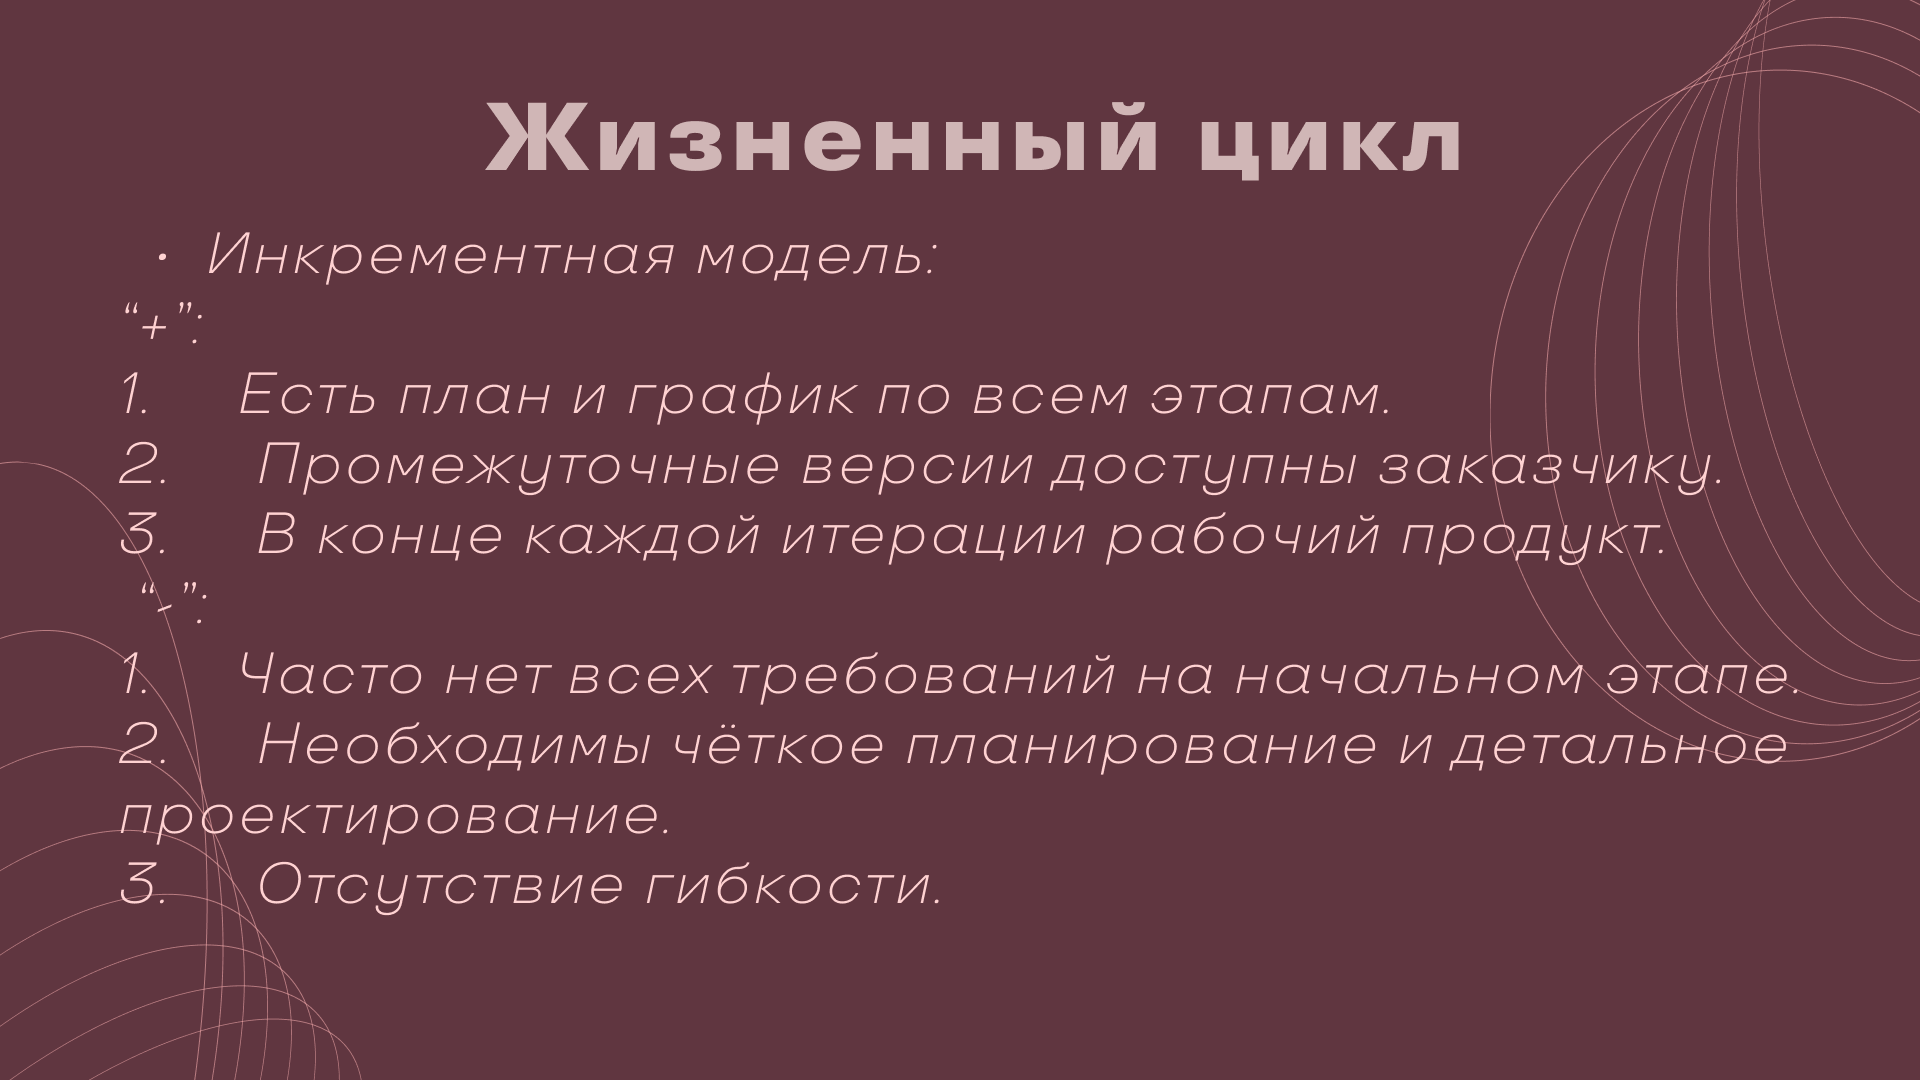 Жизненный цикл
• Инкрементная модель:
“+”:
1. Есть план и график по всем этапам.
2. Промежуточные версии доступны заказчику.
3. В конце каждой итерации рабочий продукт.
“-”:
1. Часто нет всех требований на начальном этапе.
2. Необходимы чёткое планирование и детальное
проектирование.
3. Отсутствие гибкости.